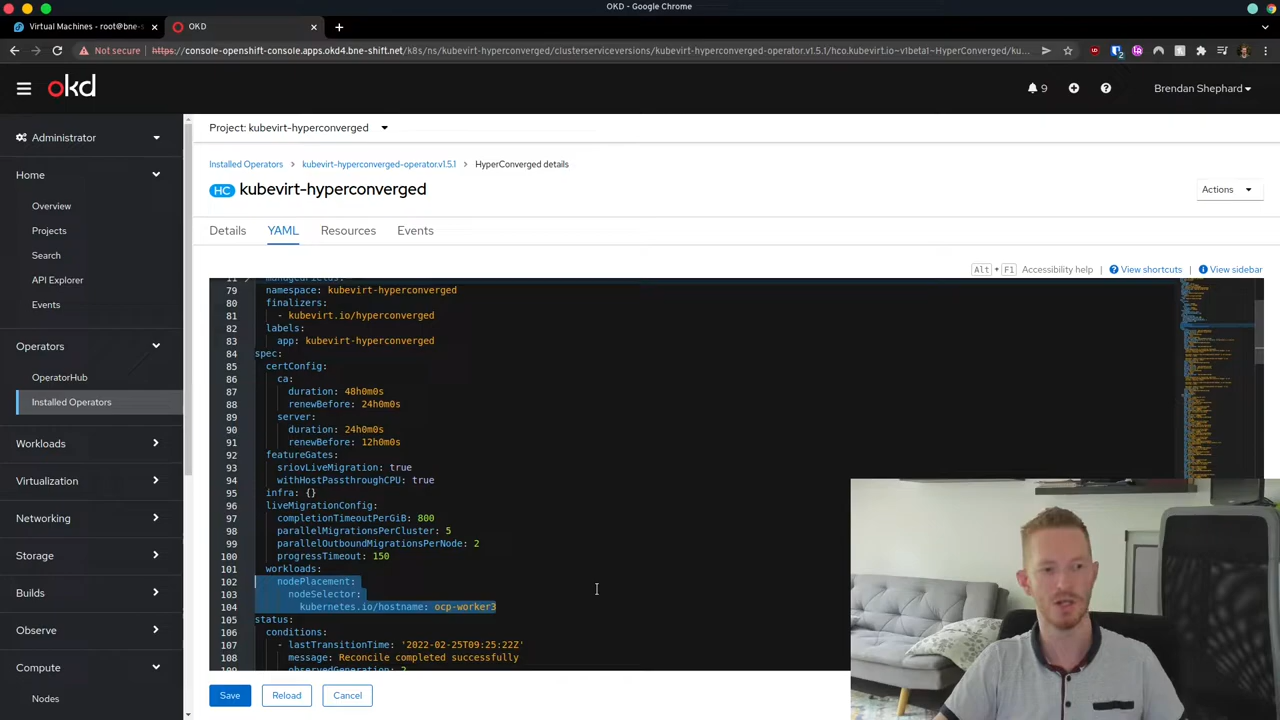 OKD - Google Chrome
Virtual Machines - root@bne-s
OKD
Not secure
https://console-openshift-console.apps.okd4.bne-shift.net/k8s/ns/kubevirt-hyperconverged/clusterserviceversions/kubevirt-hyperconverged-operator.v1.5.1/hco.kubevirt.io~v1beta1~HyperConverged/ku...
okd
9
Brendan Shephard
Administrator
Home
Overview
Projects
Search
API Explorer
Events
Operators
OperatorHub
Installed Operators
Workloads
Virtualization
Networking
Storage
Builds
Observe
Compute
Nodes
Project: kubevirt-hyperconverged
Installed Operators > kubevirt-hyperconverged-operator.v1.5.1 > HyperConverged details
HC kubevirt-hyperconverged
Actions
Details YAML Resources Events
Alt + F1 Accessibility help | View shortcuts | View sidebar
79 namespace: kubevirt-hyperconverged
80 finalizers:
81 - kubevirt.io/hyperconverged
82 labels:
83 app: kubevirt-hyperconverged
84 spec:
85 certConfig:
86 ca:
87 duration: 48h0m0s
88 renewBefore: 24h0m0s
89 server:
90 duration: 24h0m0s
91 renewBefore: 12h0m0s
92 featureGates:
93 sriovLiveMigration: true
94 withHostPassthroughCPU: true
95 infra: {}
96 liveMigrationConfig:
97 completionTimeoutPerGiB: 800
98 parallelMigrationsPerCluster: 5
99 parallelOutboundMigrationsPerNode: 2
100 progressTimeout: 150
101 workloads:
102 nodePlacement:
103 nodeSelector:
104 kubernetes.io/hostname: ocp-worker3
105 status:
106 conditions:
107 - lastTransitionTime: '2022-02-25T09:25:22Z'
108 message: Reconcile completed successfully
Save Reload Cancel